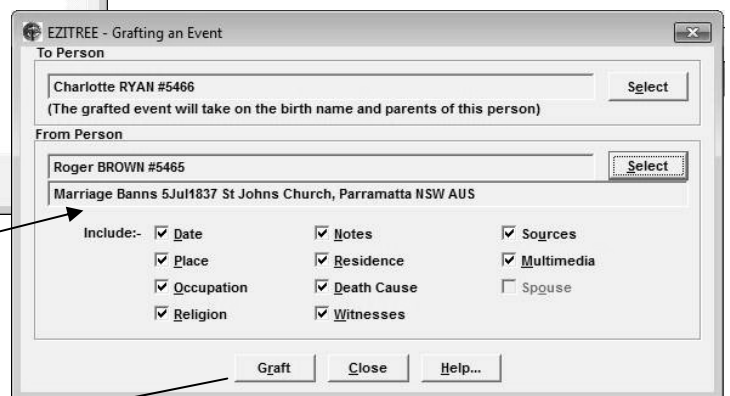 EZITREE - Grafting an Event
To Person
Charlotte RYAN #5466
Select
(The grafted event will take on the birth name and parents of this person)
From Person
Roger BROWN #5465
Select
Marriage Banns 5Jul1837 St Johns Church, Parramatta NSW AUS
Include:- Date Notes Sources
Place Residence Multimedia
Occupation Death Cause Spouse
Religion Witnesses
Graft Close Help...